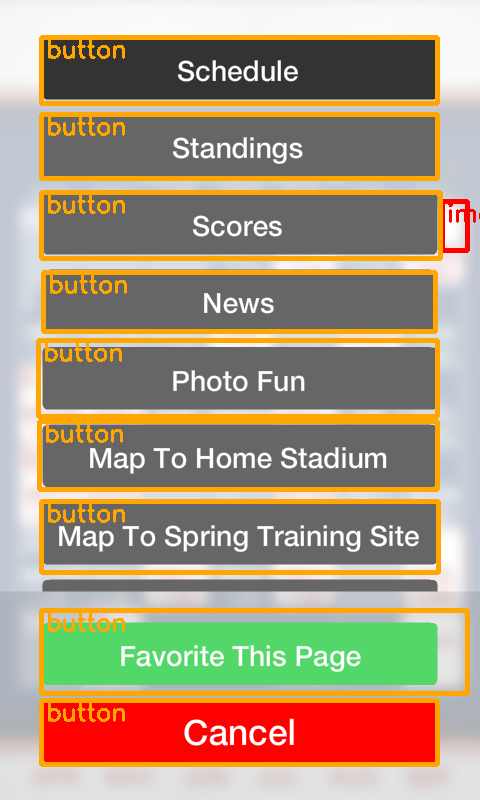 button
Schedule
button
Standings
button
Scores
im
button
News
button
Photo Fun
button
Map To Home Stadium
button
Map To Spring Training Site
button
Favorite This Page
button
Cancel